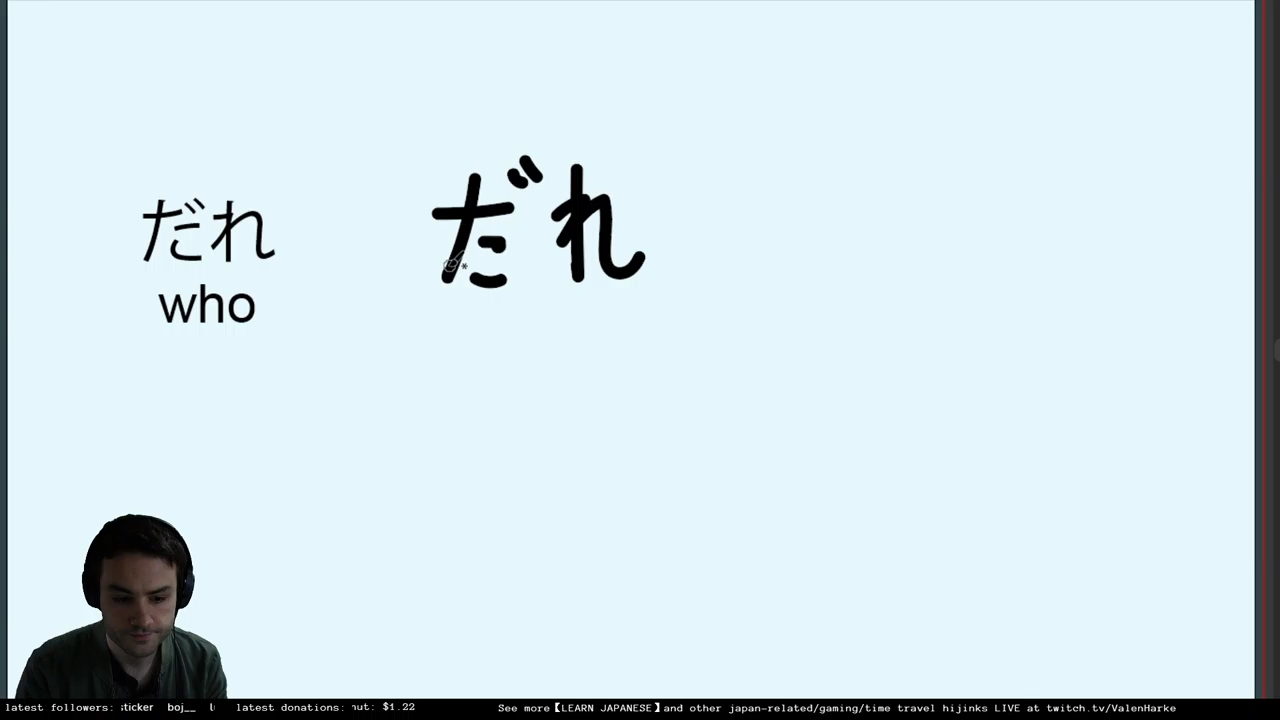 だれ
who
だれ
latest followers: sticker boj__ l
latest donations: nut: $1.22
See more【LEARN JAPANESE】and other japan-related/gaming/time travel hijinks LIVE at twitch.tv/ValenHarke